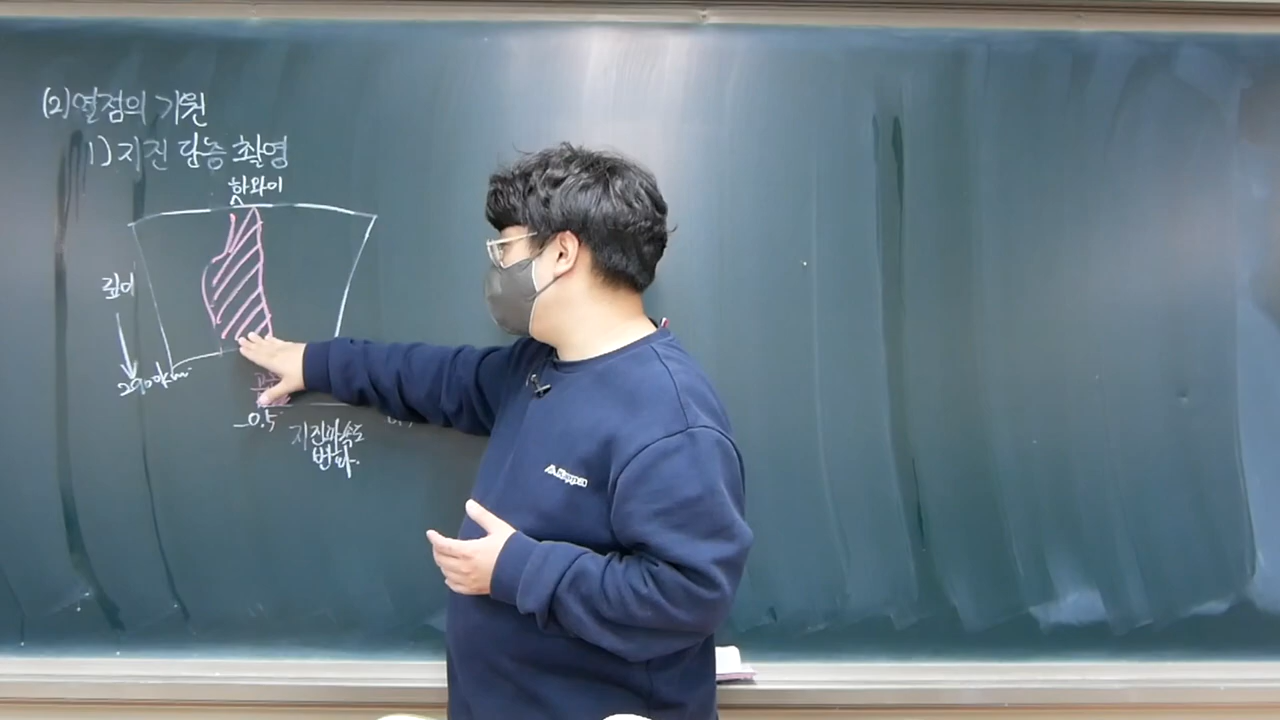 (2) 열점의 기원
1) 지진 단층 촬영
하와이
깊이
2900km
-0.5
지진파 속도
변화.